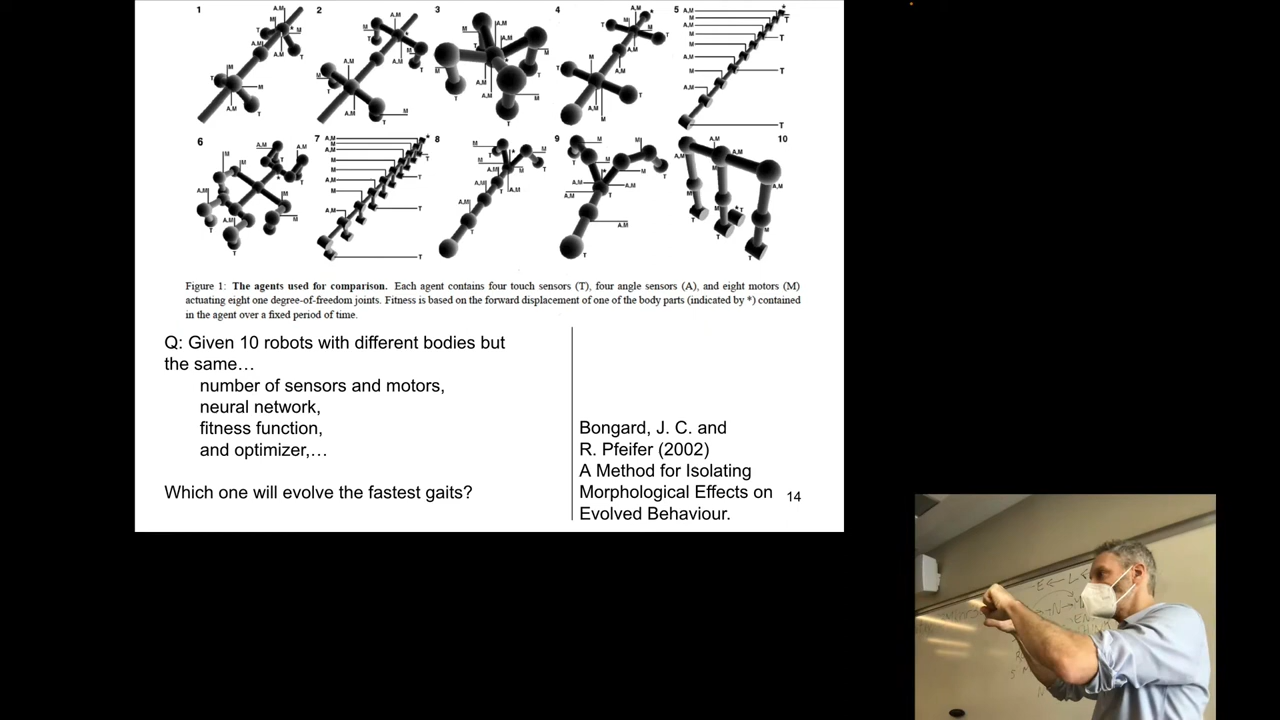 1 2 3 4 5
6 7 8 9 10
Figure 1: The agents used for comparison. Each agent contains four touch sensors (T), four angle sensors (A), and eight motors (M)
actuating eight one degree-of-freedom joints. Fitness is based on the forward displacement of one of the body parts (indicated by *) contained
in the agent over a fixed period of time.
Q: Given 10 robots with different bodies but
the same…
number of sensors and motors,
neural network,
fitness function,
and optimizer,…
Which one will evolve the fastest gaits?
Bongard, J. C. and
R. Pfeifer (2002)
A Method for Isolating
Morphological Effects on
Evolved Behaviour.
14